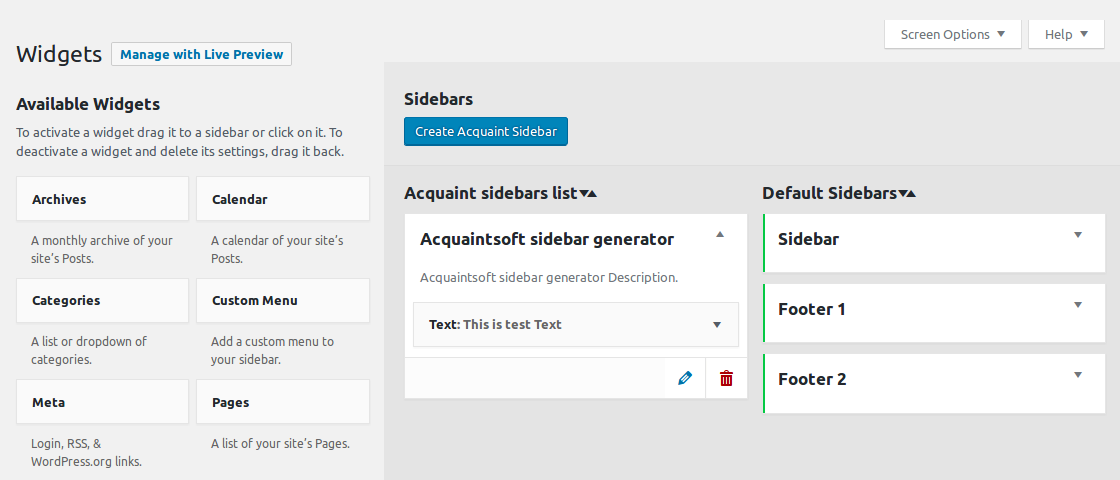 Screen Options
Help
Widgets
Manage with Live Preview
Available Widgets
To activate a widget drag it to a sidebar or click on it. To
deactivate a widget and delete its settings, drag it back.
Archives
A monthly archive of your
site’s Posts.
Calendar
A calendar of your site’s
Posts.
Categories
A list or dropdown of
categories.
Custom Menu
Add a custom menu to
your sidebar.
Meta
Login, RSS, &
WordPress.org links.
Pages
A list of your site’s Pages.
Sidebars
Create Acquaint Sidebar
Acquaint sidebars list
Acquaintsoft sidebar generator
Acquaintsoft sidebar generator Description.
Text: This is test Text
Default Sidebars
Sidebar
Footer 1
Footer 2